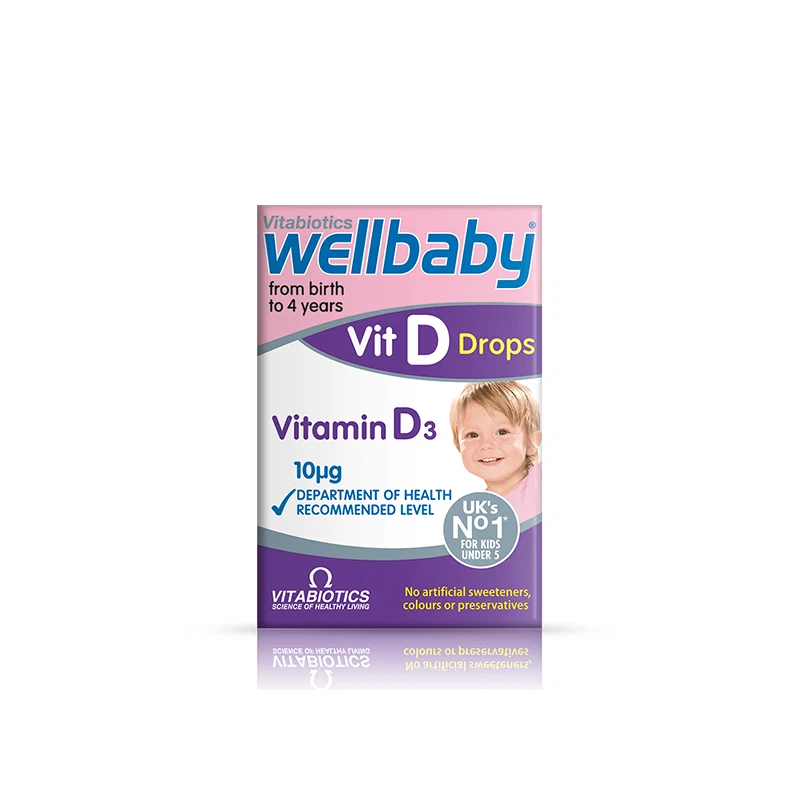 Vitabiotics
wellbaby®
from birth
to 4 years
Vit D Drops
Vitamin D3
10µg
✓ DEPARTMENT OF HEALTH
RECOMMENDED LEVEL
UK's
Nº1*
FOR KIDS
UNDER 5
VITABIOTICS
SCIENCE OF HEALTHY LIVING
No artificial sweeteners,
colours or preservatives